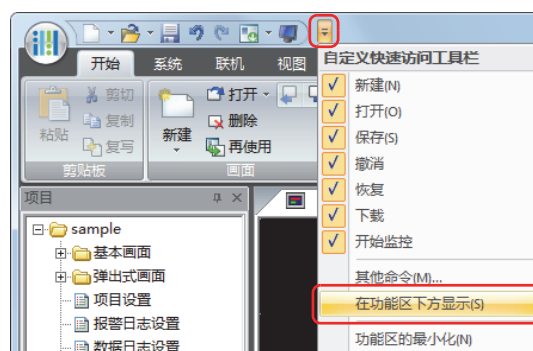 开始 系统 联机 视图
粘贴
剪切
复制
复写
剪贴板
新建
打开
删除
再使用
画面
自定义快速访问工具栏
新建(N)
打开(O)
保存(S)
撤消
恢复
下载
开始监控
其他命令(M)...
在功能区下方显示(S)
功能区的最小化(N)
项目
sample
基本画面
弹出式画面
项目设置
报警日志设置
数据日志设置